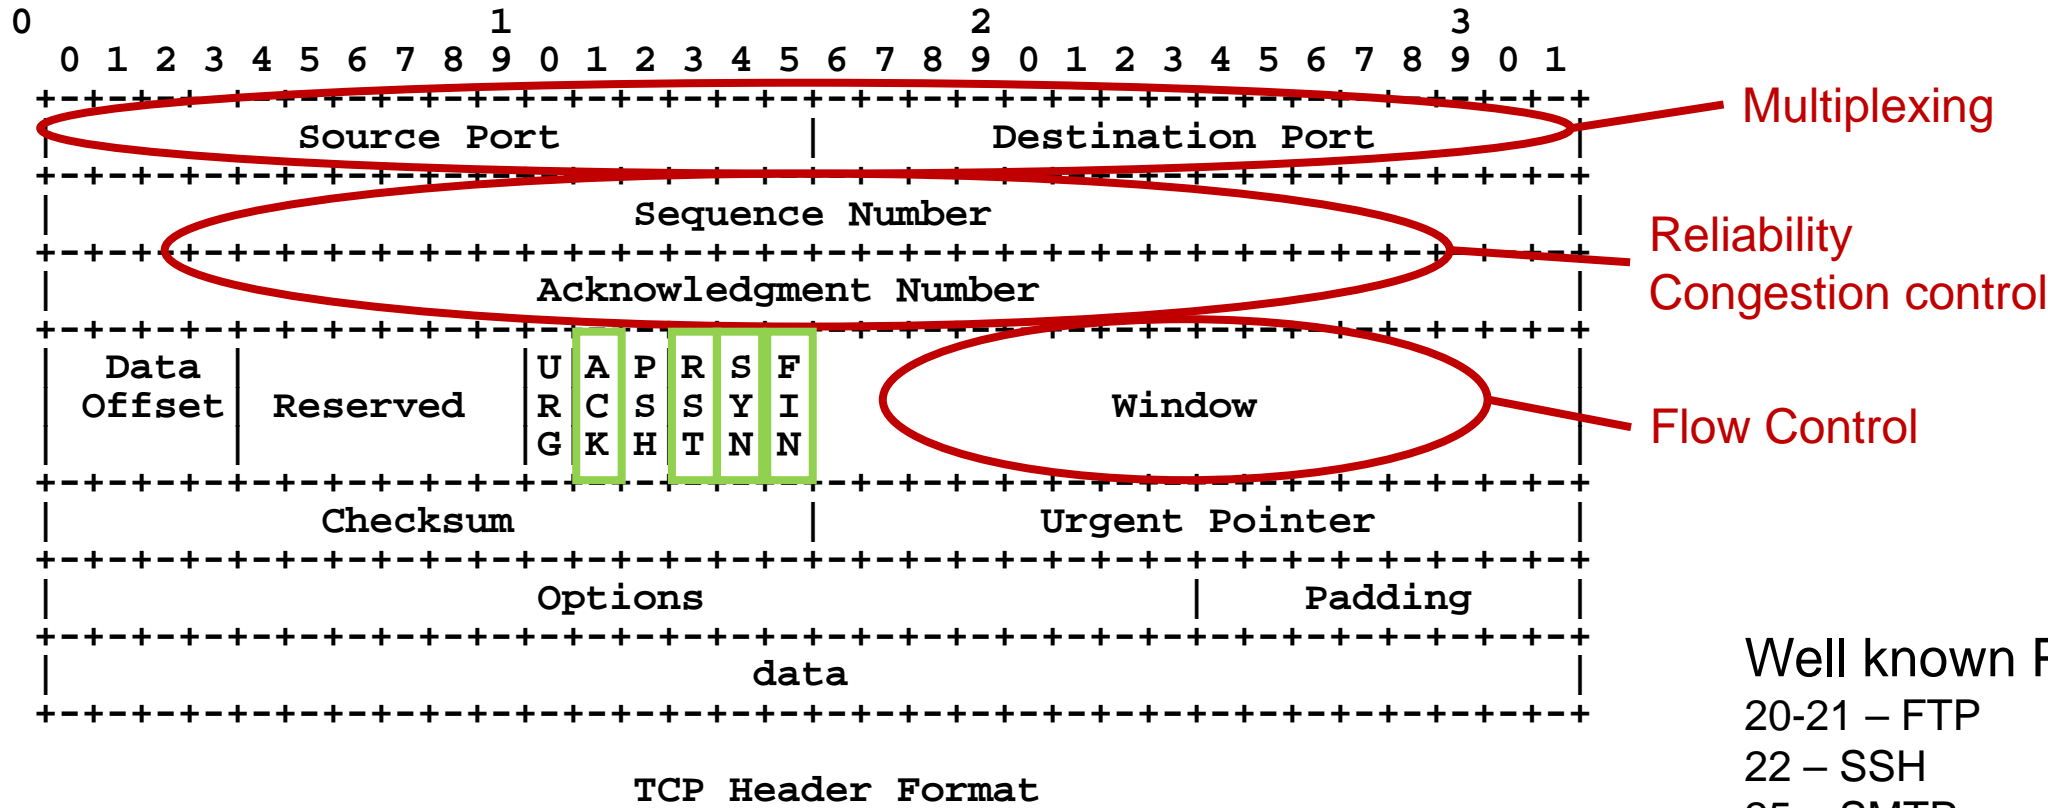 0 1 2 3
0 1 2 3 4 5 6 7 8 9 0 1 2 3 4 5 6 7 8 9 0 1 2 3 4 5 6 7 8 9 0 1
+-+-+-+-+-+-+-+-+-+-+-+-+-+-+-+-+-+-+-+-+-+-+-+-+-+-+-+-+-+-+-+-+
Multiplexing
| Source Port | Destination Port |
+-+-+-+-+-+-+-+-+-+-+-+-+-+-+-+-+-+-+-+-+-+-+-+-+-+-+-+-+-+-+-+-+
| Sequence Number |
+-+-+-+-+-+-+-+-+-+-+-+-+-+-+-+-+-+-+-+-+-+-+-+-+-+-+-+-+-+-+-+-+
Reliability
Congestion control
| Acknowledgment Number |
+-+-+-+-+-+-+-+-+-+-+-+-+-+-+-+-+-+-+-+-+-+-+-+-+-+-+-+-+-+-+-+-+
| Data | |U|A|P|R|S|F| |
| Offset| Reserved |R|C|S|S|Y|I| Window |
| | |G|K|H|T|N|N| |
Flow Control
+-+-+-+-+-+-+-+-+-+-+-+-+-+-+-+-+-+-+-+-+-+-+-+-+-+-+-+-+-+-+-+-+
| Checksum | Urgent Pointer |
+-+-+-+-+-+-+-+-+-+-+-+-+-+-+-+-+-+-+-+-+-+-+-+-+-+-+-+-+-+-+-+-+
| Options | Padding |
+-+-+-+-+-+-+-+-+-+-+-+-+-+-+-+-+-+-+-+-+-+-+-+-+-+-+-+-+-+-+-+-+
| data |
+-+-+-+-+-+-+-+-+-+-+-+-+-+-+-+-+-+-+-+-+-+-+-+-+-+-+-+-+-+-+-+-+
TCP Header Format
Well known
20-21 – FTP
22 – SSH